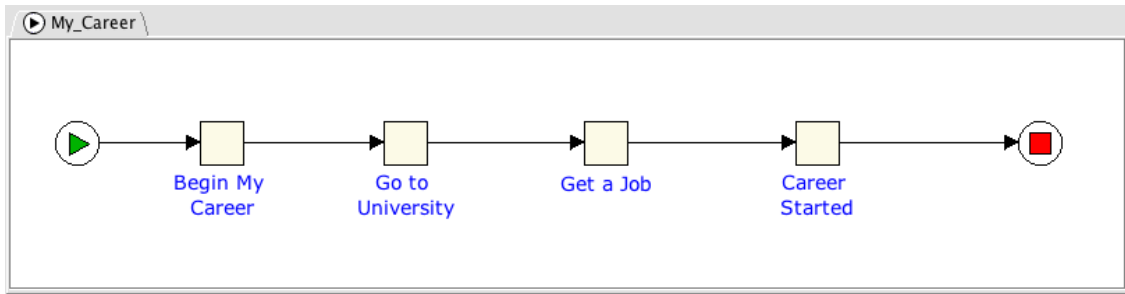 My_Career
Begin My
Career
Go to
University
Get a Job
Career
Started